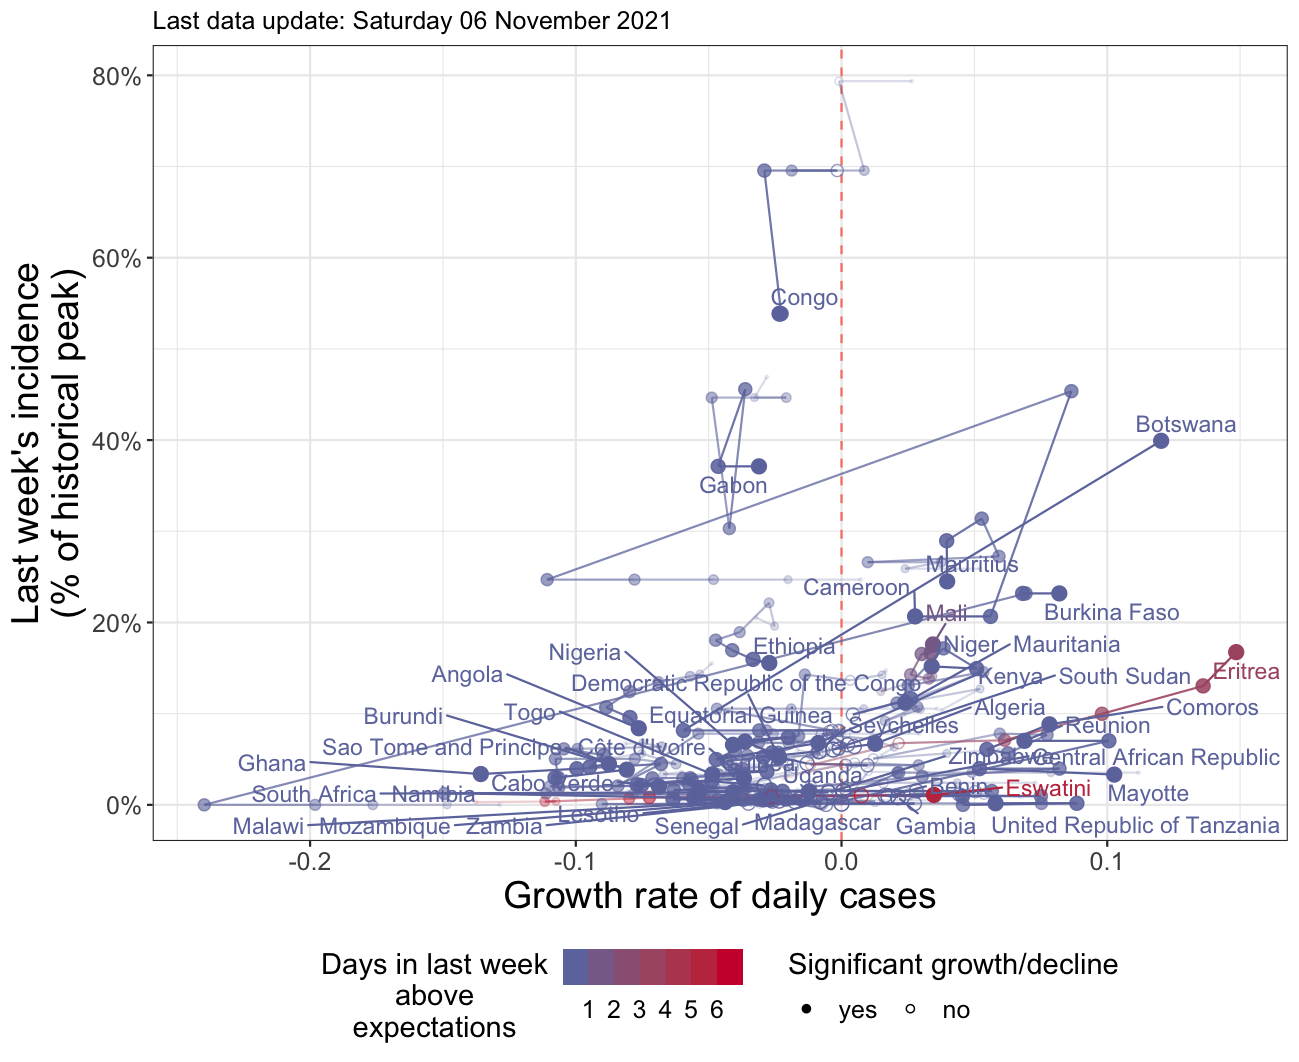 Last data update: Saturday 06 November 2021
Last week's incidence
(% of historical peak)
80%
60%
40%
20%
0%
Congo
Botswana
Gabon
Mauritius
Cameroon
Burkina Faso
Mali
Nigeria
Ethiopia
Niger
Mauritania
Angola
Democratic Republic of the Congo
Kenya
South Sudan
Eritrea
Burundi
Togo
Equatorial Guinea
Seychelles
Algeria
Comoros
Réunion
Ghana
Sao Tome and Principe
Côte d'Ivoire
Guinea
Zimbabwe
Central African Republic
South Africa
Namibia
Cabo Verde
Uganda
Benin
Eswatini
Mayotte
Malawi
Mozambique
Zambia
Lesotho
Senegal
Madagascar
Gambia
United Republic of Tanzania
-0.2
-0.1
0.0
0.1
Growth rate of daily cases
Days in last week
above
expectations
1 2 3 4 5 6
Significant growth/decline
yes
no